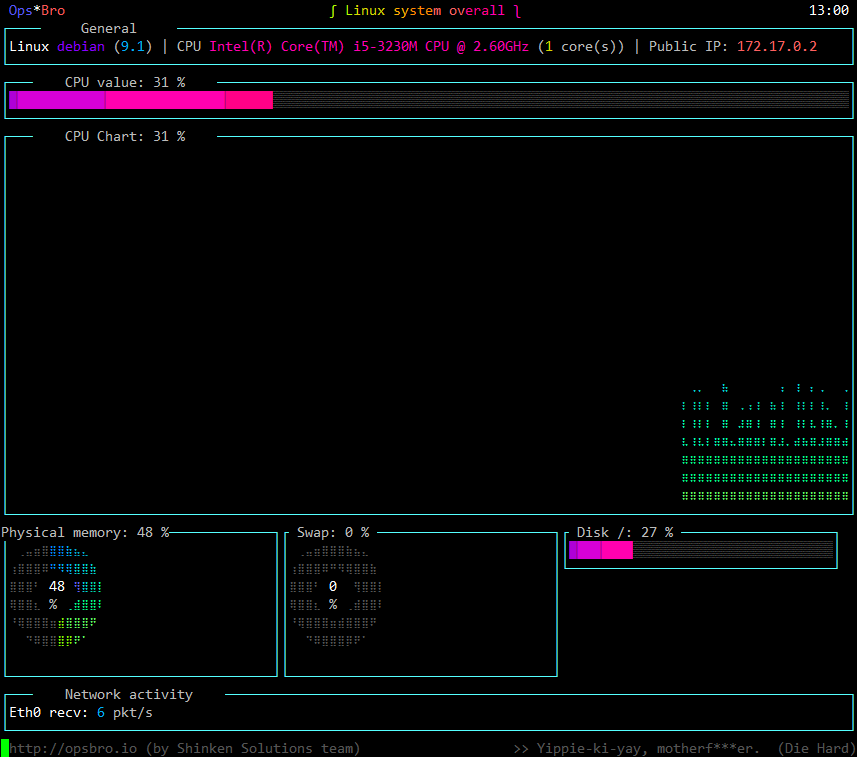 Ops*Bro ⌠ Linux system overall ⌡ 13:00
General
Linux debian (9.1) | CPU Intel(R) Core(TM) i5-3230M CPU @ 2.60GHz (1 core(s)) | Public IP: 172.17.0.2
CPU value: 31 %
CPU Chart: 31 %
Physical memory: 48 % Swap: 0 % Disk /: 27 %
48 0
% %
Network activity
Eth0 recv: 6 pkt/s
http://opsbro.io (by Shinken Solutions team) >> Yippie-ki-yay, motherf***er. (Die Hard)